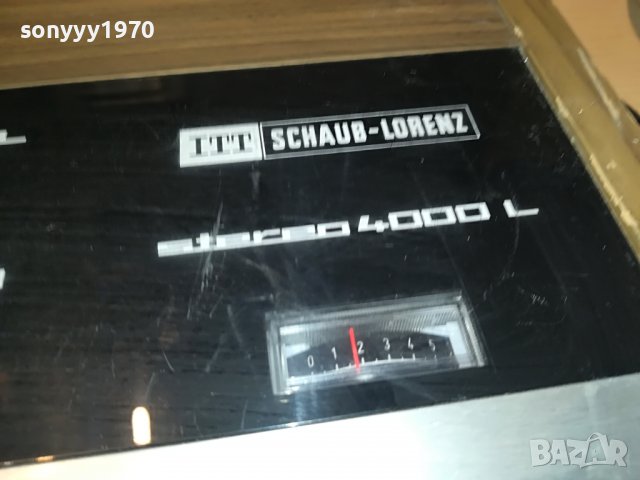 sonyyy1970
ITT SCHAUB-LORENZ
stereo 4000 L
0 1 2 3 4 5
BAZAR